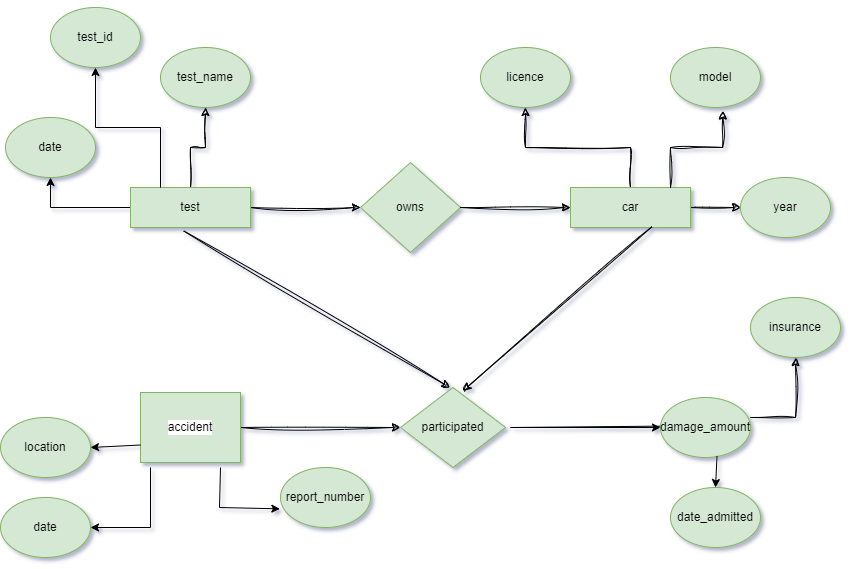 test_id
test_name
licence
model
date
test
owns
car
year
insurance
accident
participated
damage_amount
location
report_number
date
date_admitted